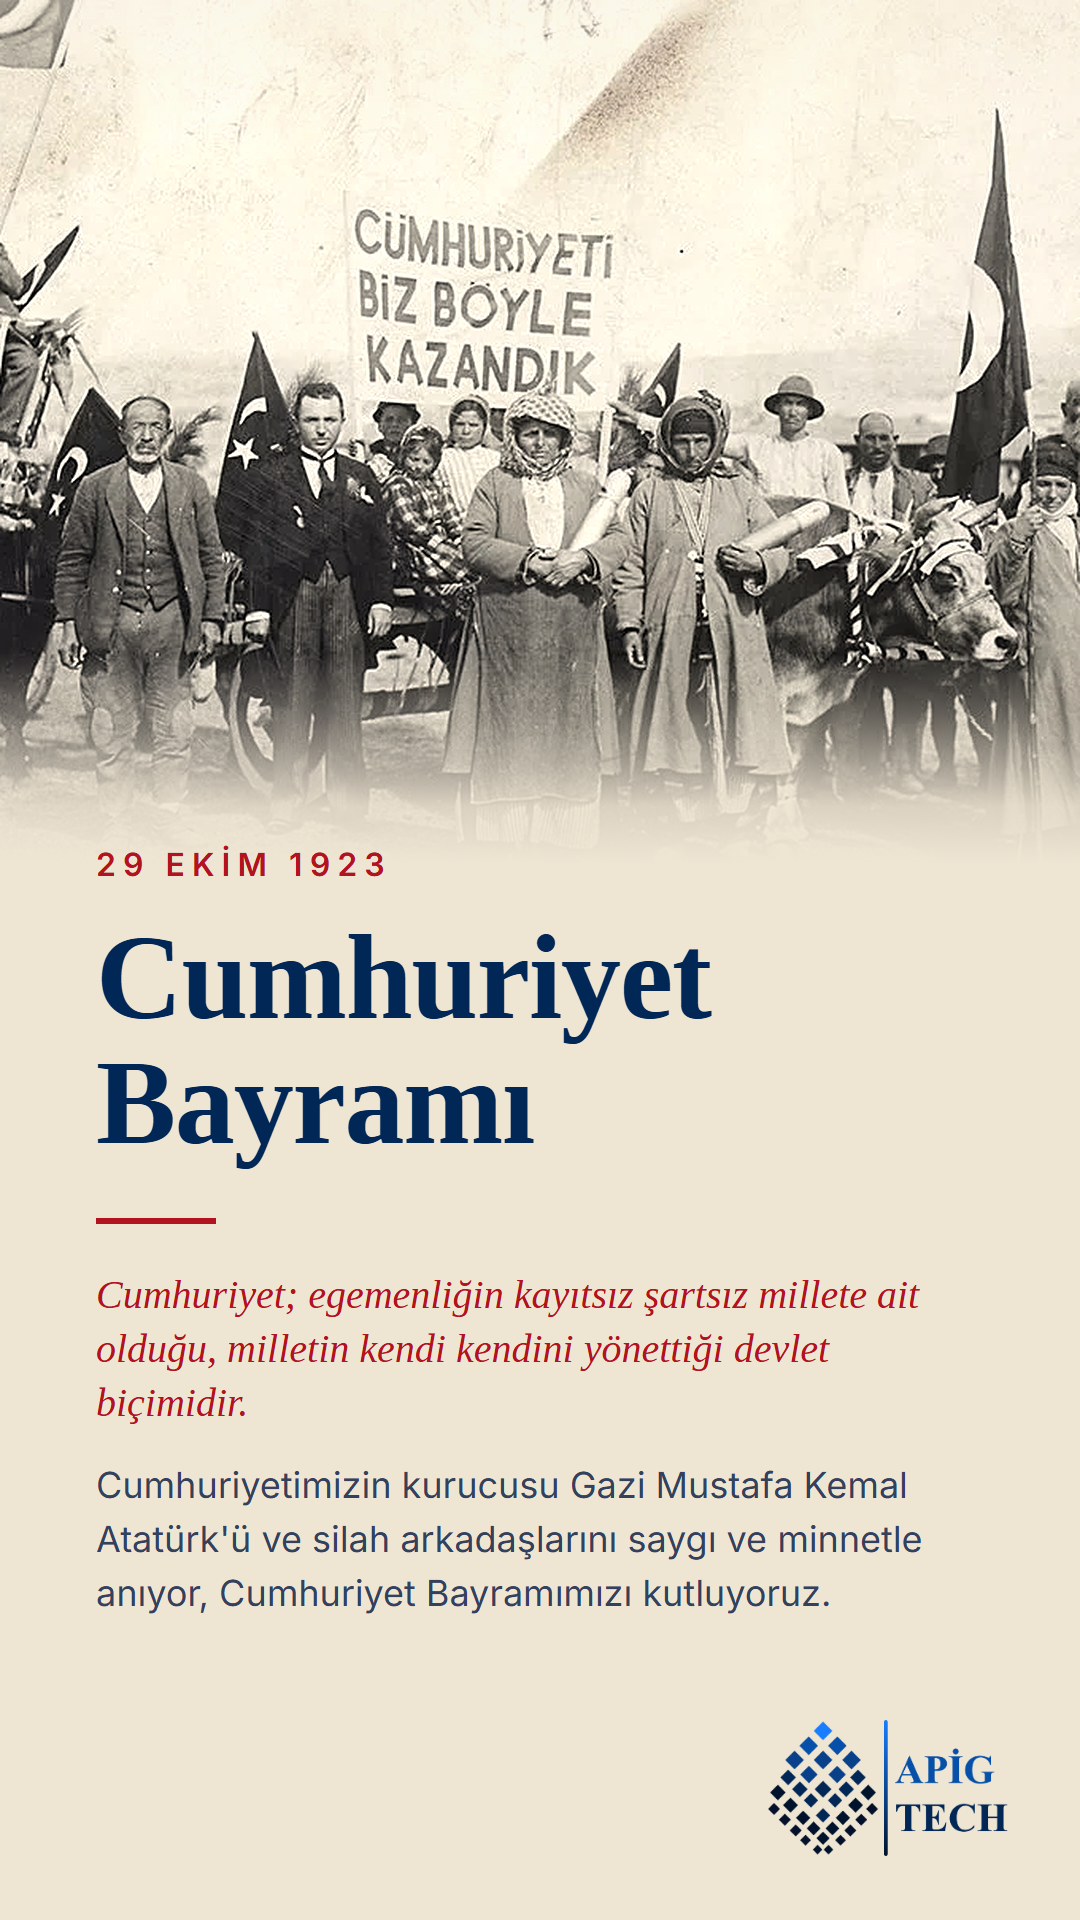 CÜMHURİYETİ
BİZ BÖYLE
KAZANDIK
29 EKİM 1923
Cumhuriyet
Bayramı
Cumhuriyet; egemenliğin kayıtsız şartsız millete ait
olduğu, milletin kendi kendini yönettiği devlet
biçimidir.
Cumhuriyetimizin kurucusu Gazi Mustafa Kemal
Atatürk'ü ve silah arkadaşlarını saygı ve minnetle
anıyor, Cumhuriyet Bayramımızı kutluyoruz.
APİG
TECH